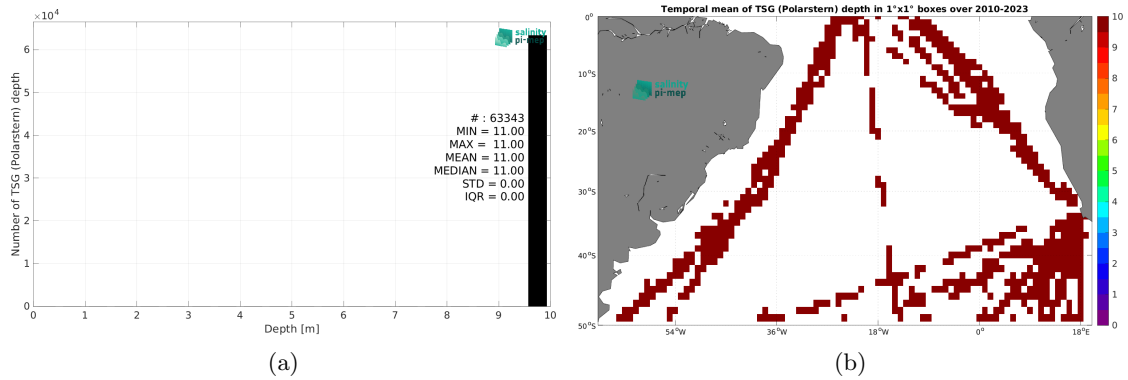 ×10⁴
6
5
4
3
2
1
0
Number of TSG (Polarstern) depth
salinity
pi-mep
# : 63343
MIN = 11.00
MAX = 11.00
MEAN = 11.00
MEDIAN = 11.00
STD = 0.00
IQR = 0.00
0 1 2 3 4 5 6 7 8 9 10
Depth [m]
(a)
Temporal mean of TSG (Polarstern) depth in 1°x1° boxes over 2010-2023
0°
10°S
20°S
30°S
40°S
50°S
salinity
pi-mep
54°W 36°W 18°W 0° 18°E
10
9
8
7
6
5
4
3
2
1
0
(b)